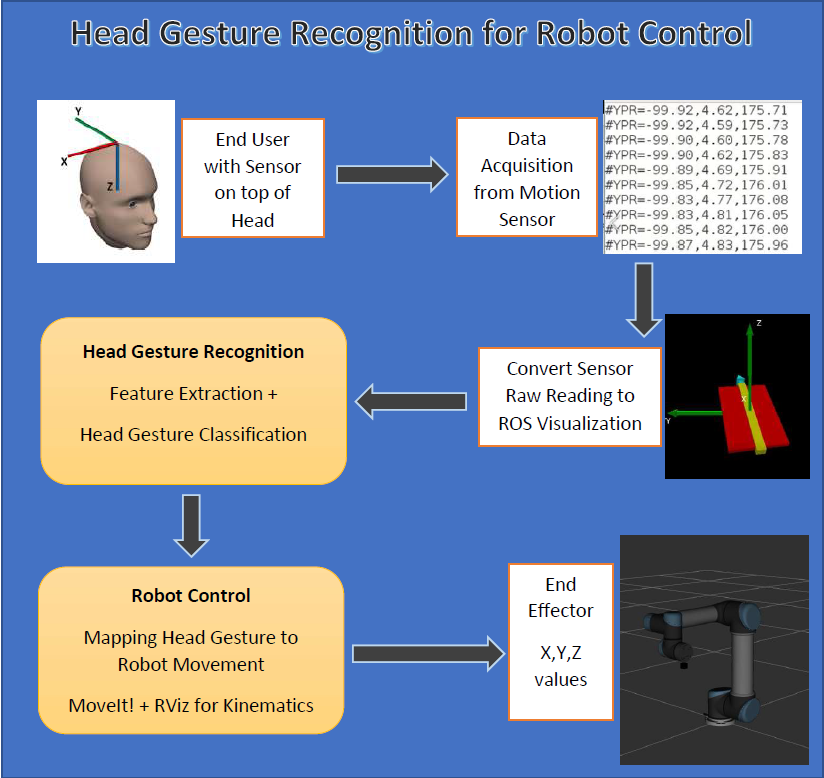 Head Gesture Recognition for Robot Control
Y
X
Z
End User
with Sensor
on top of
Head
Data
Acquisition
from Motion
Sensor
#YPR=-99.92,4.62,175.71
#YPR=-99.92,4.59,175.73
#YPR=-99.90,4.60,175.78
#YPR=-99.90,4.62,175.83
#YPR=-99.89,4.69,175.91
#YPR=-99.85,4.72,176.01
#YPR=-99.83,4.77,176.08
#YPR=-99.83,4.81,176.05
#YPR=-99.85,4.82,176.00
#YPR=-99.87,4.83,175.96
Head Gesture Recognition
Feature Extraction +
Head Gesture Classification
Convert Sensor
Raw Reading to
ROS Visualization
Z
X
Y
Robot Control
Mapping Head Gesture to
Robot Movement
MoveIt! + RViz for Kinematics
End
Effector
X,Y,Z
values